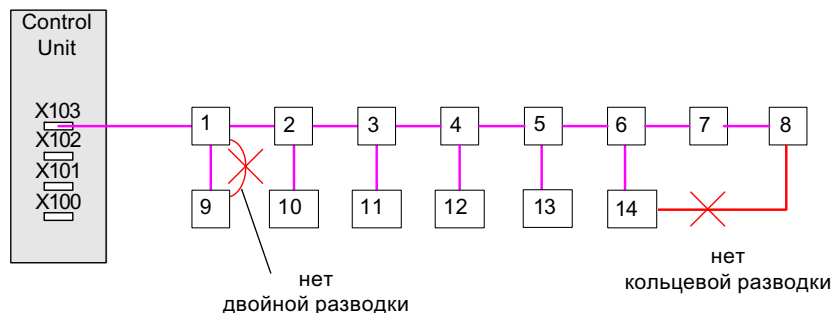 Control
Unit
X103
X102
X101
X100
1 2 3 4 5 6 7 8
9 10 11 12 13 14
нет
двойной разводки
нет
кольцевой разводки